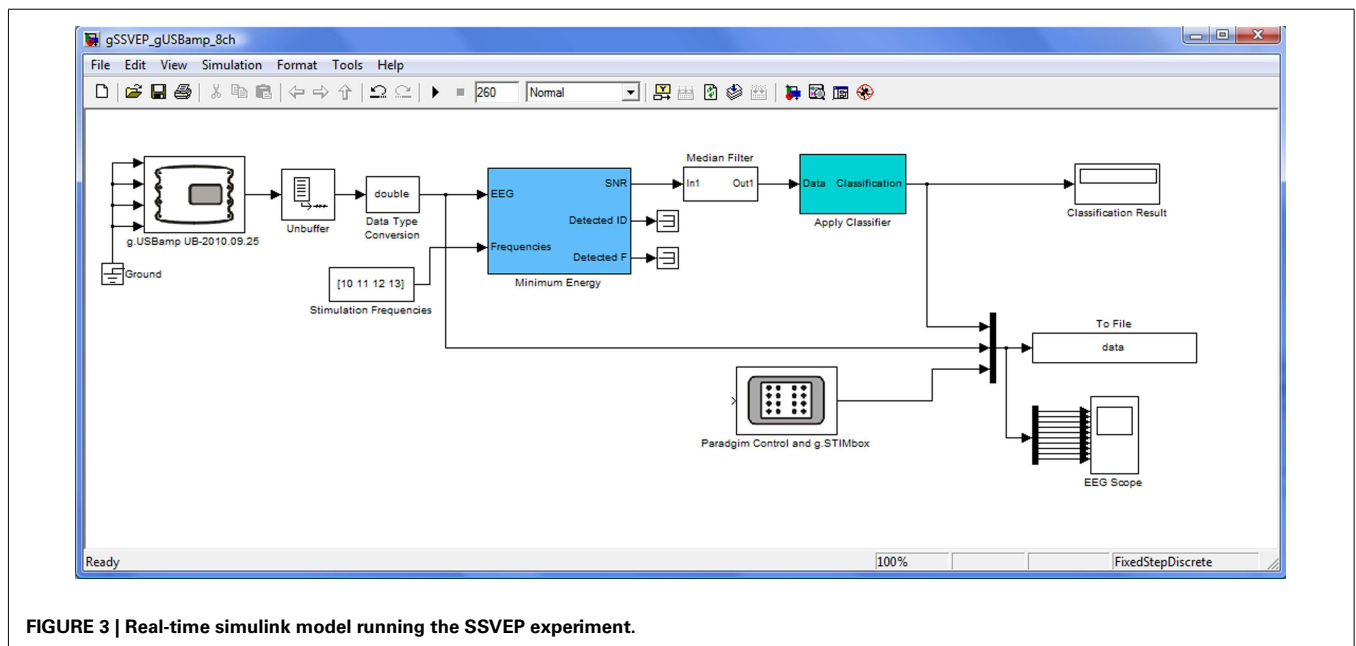 gSSVEP_gUSBamp_8ch
File Edit View Simulation Format Tools Help
260 Normal
g.USBamp UB-2010.09.25
Ground
Unbuffer
double
Data Type
Conversion
[10 11 12 13]
Stimulation Frequencies
EEG
Frequencies
SNR
Detected ID
Detected F
Minimum Energy
Median Filter
In1 Out1
Data Classification
Apply Classifier
Classification Result
To File
data
Paradgim Control and g.STIMbox
EEG Scope
Ready 100% FixedStepDiscrete
FIGURE 3 | Real-time simulink model running the SSVEP experiment.